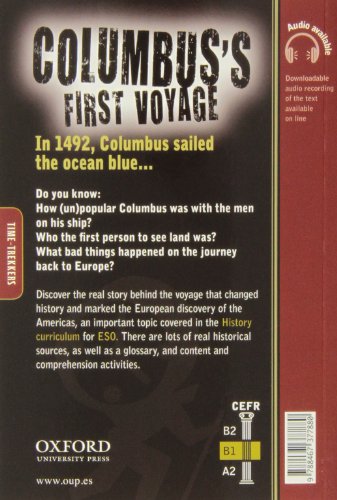 COLUMBUS'S
FIRST VOYAGE
Audio available
Downloadable
audio recording
of the text
available
on line
In 1492, Columbus sailed
the ocean blue...
Do you know:
How (un)popular Columbus was with the men
on his ship?
Who the first person to see land was?
What bad things happened on the journey
back to Europe?
TIME-TREKKERS
Discover the real story behind the voyage that changed
history and marked the European discovery of the
Americas, an important topic covered in the History
curriculum for ESO. There are lots of real historical
sources, as well as a glossary, and content and
comprehension activities.
CEFR
B2
B1
A2
OXFORD
UNIVERSITY PRESS
www.oup.es
9788467377880